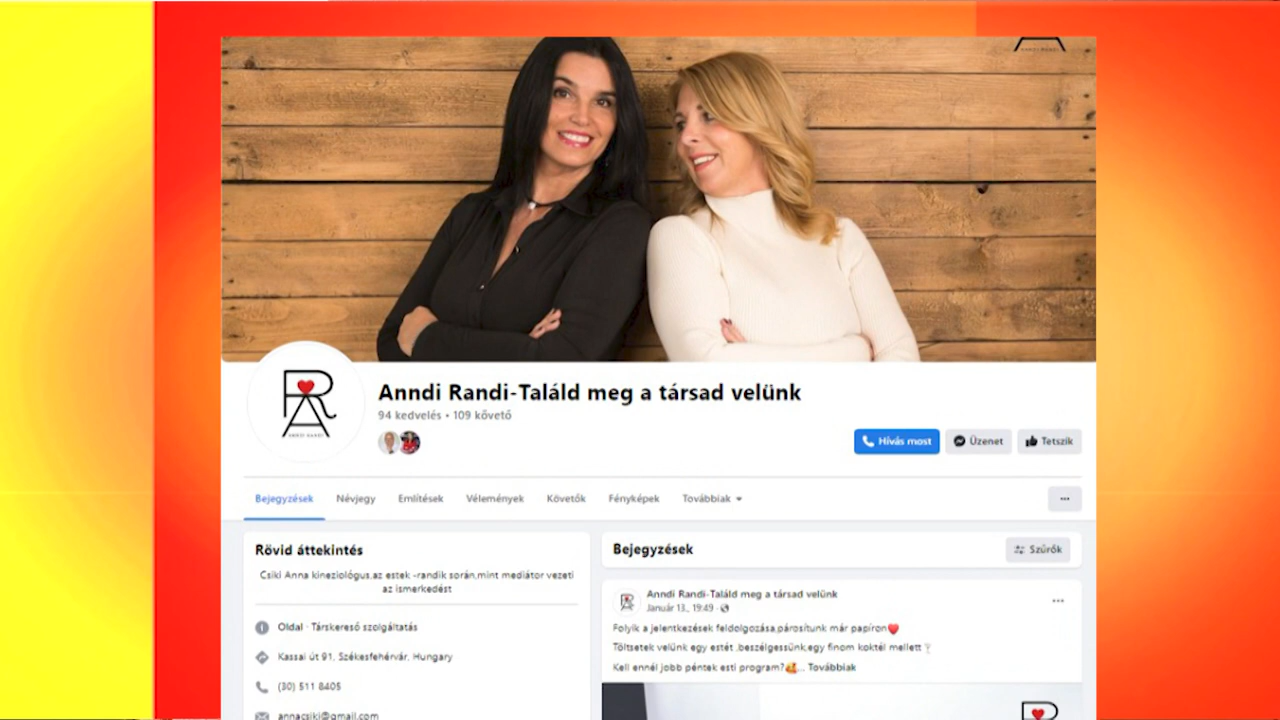 Anndi Randi-Találd meg a társad velünk
94 kedvelés • 109 követő
Hívás most
Üzenet
Tetszik
Bejegyzések
Névjegy
Említések
Vélemények
Követők
Fényképek
Továbbiak
Rövid áttekintés
Csiki Anna kineziológus,az estek -randik során,mint mediátor vezeti
az ismerkedést
Oldal · Társkereső szolgáltatás
Kassai út 91, Székesfehérvár, Hungary
(30) 511 8405
annacsiki@gmail.com
Bejegyzések
Szűrők
Anndi Randi-Találd meg a társad velünk
Január 13., 19:49 ·
Folyik a jelentkezések feldolgozása,párosítunk már papíron❤️
Töltsetek velünk egy estét ,beszélgessünk,egy finom koktél mellett🍸
Kell ennél jobb péntek esti program?🥰... Továbbiak